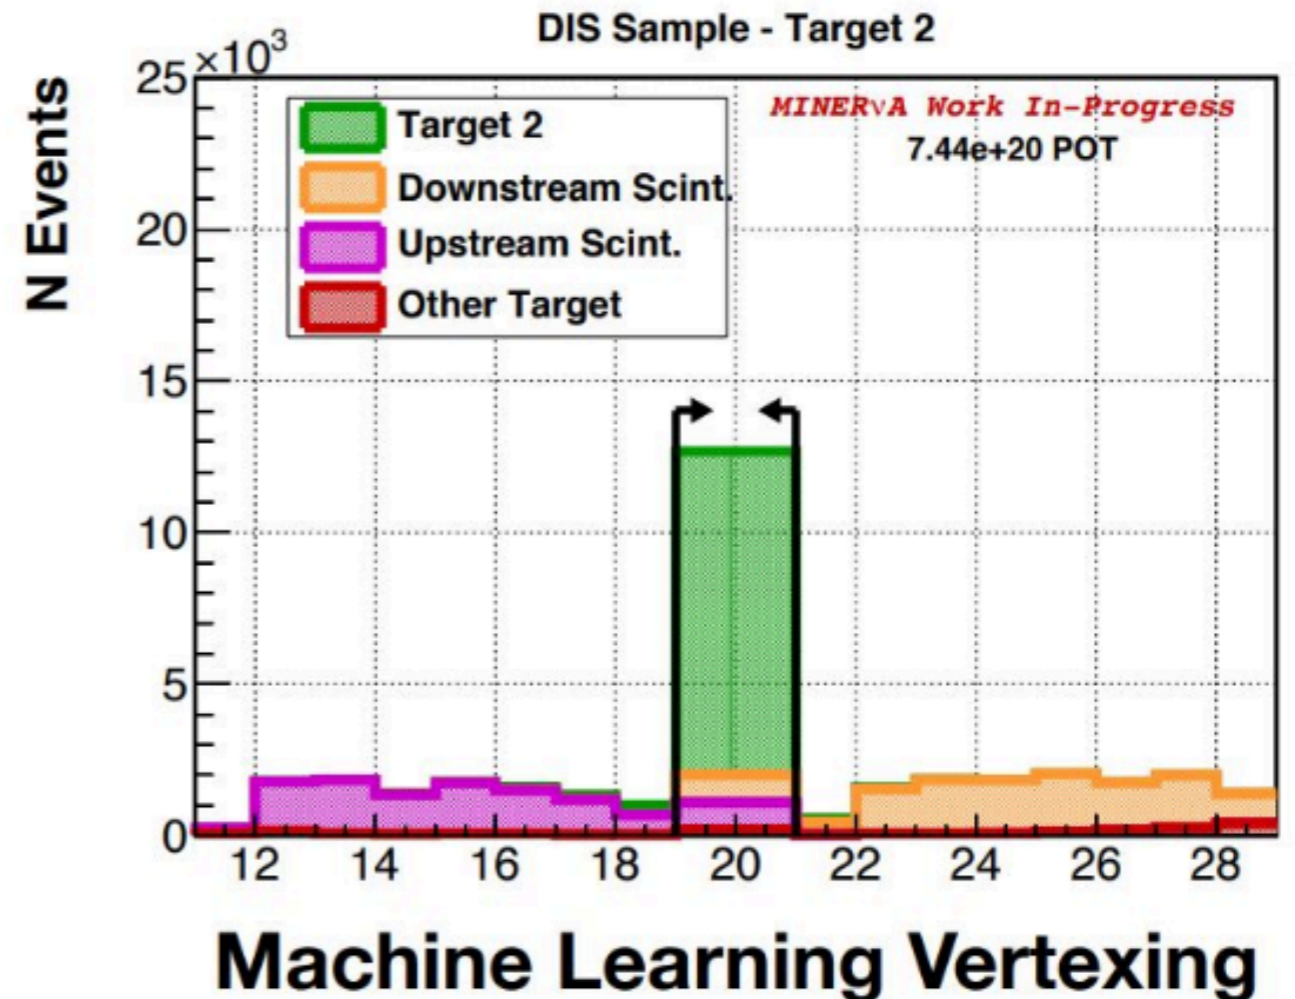 DIS Sample - Target 2
×10³
N Events
25
20
15
10
5
0
Target 2
Downstream Scint.
Upstream Scint.
Other Target
MINERνA Work In-Progress
7.44e+20 POT
12 14 16 18 20 22 24 26 28
Machine Learning Vertexing